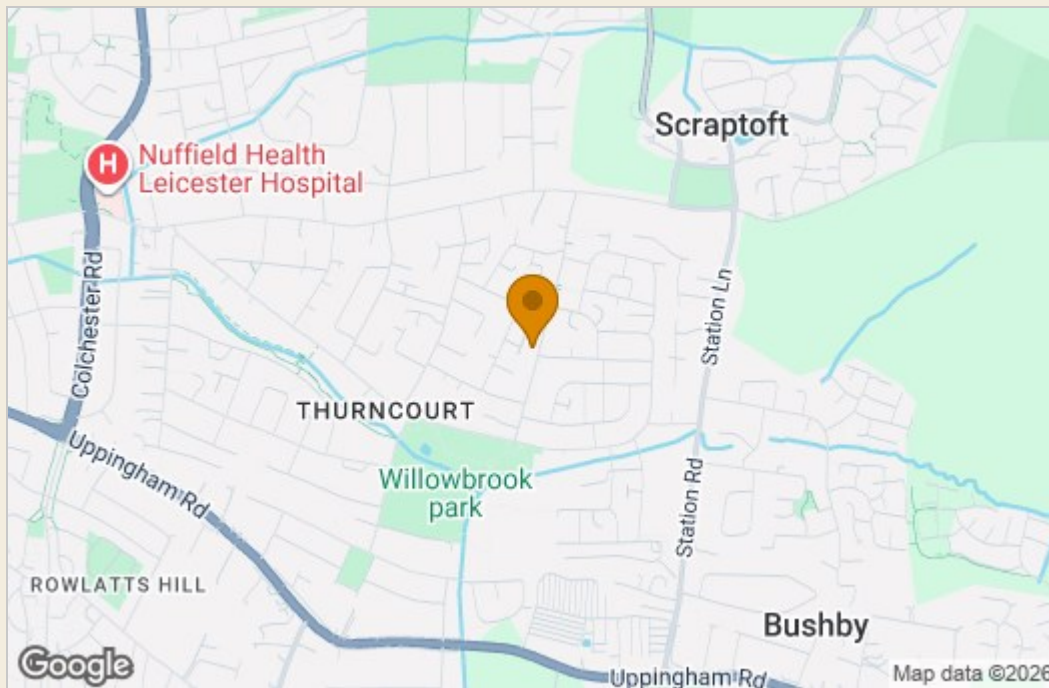 Scraptoft
H
Nuffield Health
Leicester Hospital
Colchester Rd
Station Ln
THURNCOURT
Uppingham Rd
Willowbrook
park
Station Rd
ROWLATTS HILL
Bushby
Google
Uppingham Rd
Map data ©2026